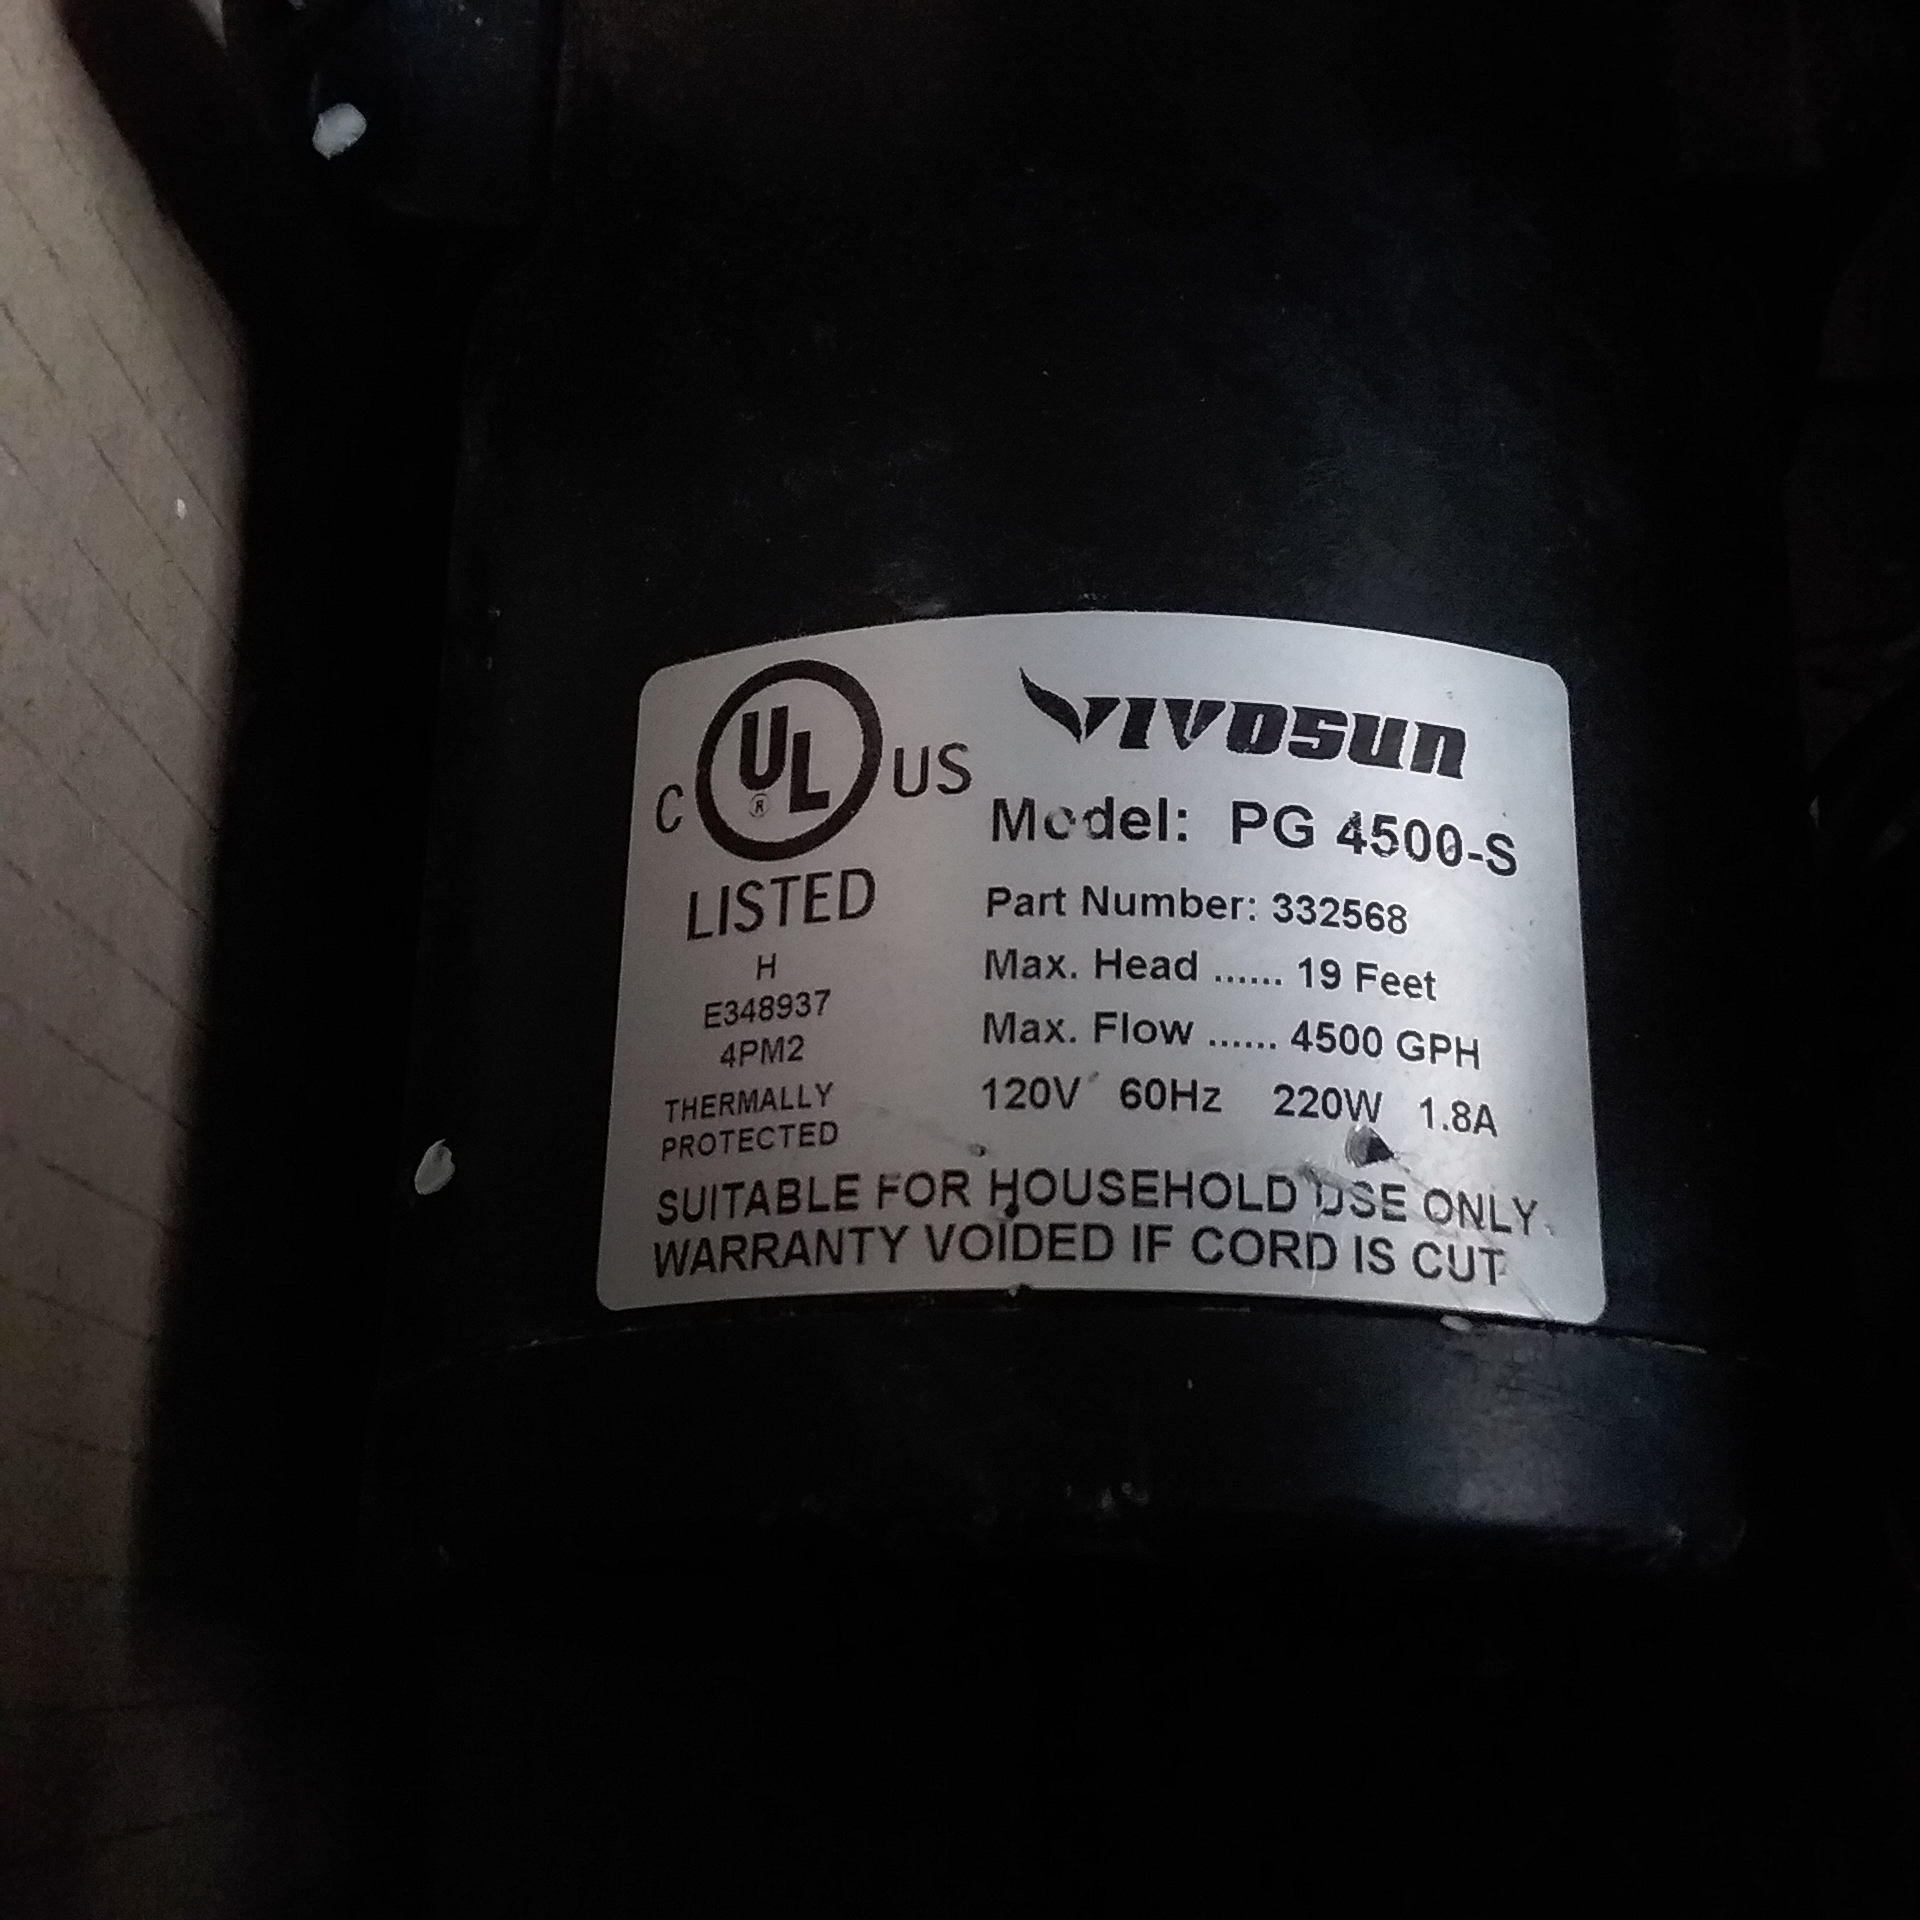 C UL® US
LISTED
H
E348937
4PM2
THERMALLY
PROTECTED
VIVOSUN
Model: PG 4500-S
Part Number: 332568
Max. Head ...... 19 Feet
Max. Flow ...... 4500 GPH
120V 60Hz 220W 1.8A
SUITABLE FOR HOUSEHOLD USE ONLY.
WARRANTY VOIDED IF CORD IS CUT